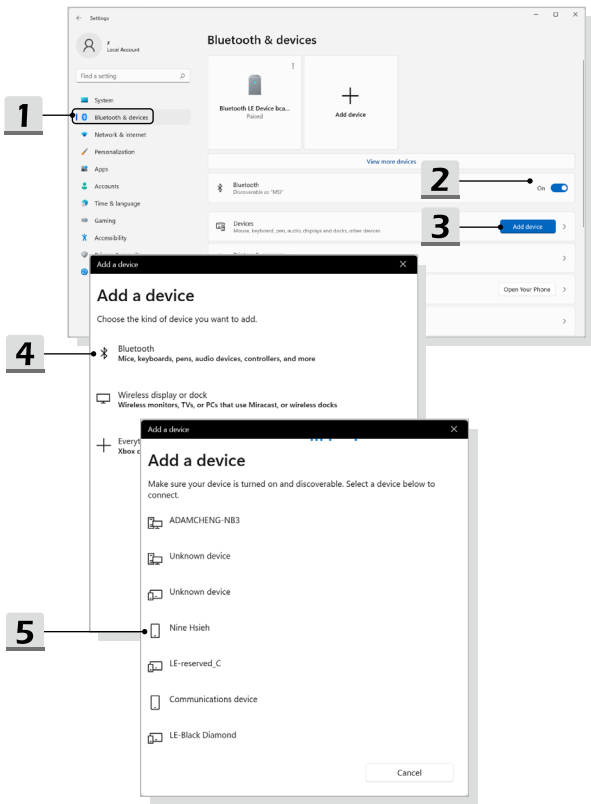 Settings
z
Local Account
Find a setting
System
Bluetooth & devices
Network & internet
Personalization
Apps
Accounts
Time & language
Gaming
Accessibility
Bluetooth & devices
Bluetooth LE Device bca...
Paired
Add device
View more devices
Bluetooth
Discoverable as "MSI"
On
Devices
Mouse, keyboard, pen, audio, displays and docks, other devices
Add device
Open Your Phone
1
2
3
Add a device
Add a device
Choose the kind of device you want to add.
Bluetooth
Mice, keyboards, pens, audio devices, controllers, and more
Wireless display or dock
Wireless monitors, TVs, or PCs that use Miracast, or wireless docks
Xbox
4
Add a device
Add a device
Make sure your device is turned on and discoverable. Select a device below to
connect.
ADAMCHENG-NB3
Unknown device
Unknown device
Nine Hsieh
LE-reserved_C
Communications device
LE-Black Diamond
Cancel
5